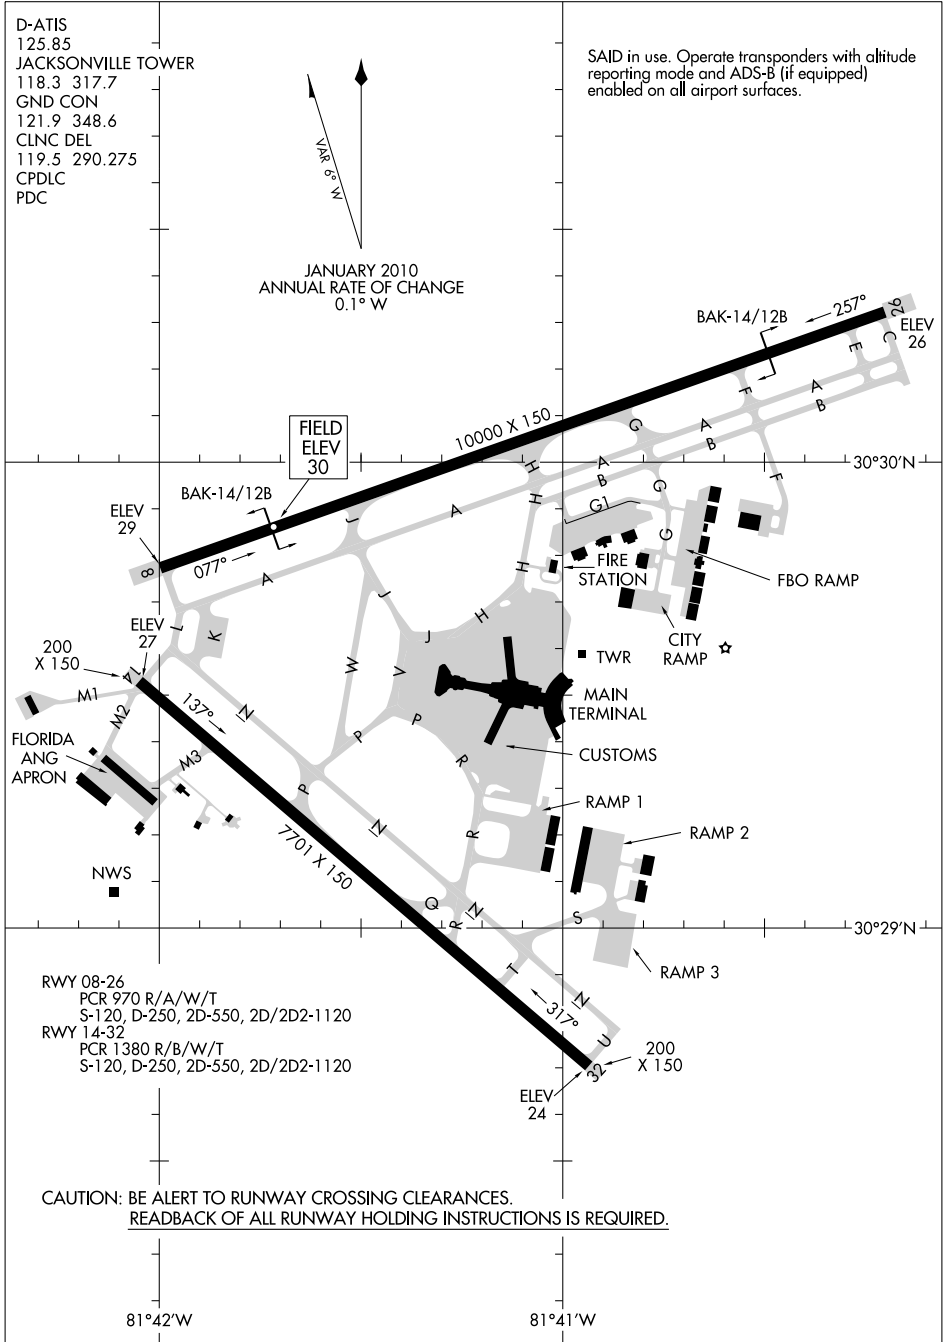 D-ATIS
125.85
JACKSONVILLE TOWER
118.3 317.7
GND CON
121.9 348.6
CLNC DEL
119.5 290.275
CPDLC
PDC
SAID in use. Operate transponders with altitude
reporting mode and ADS-B (if equipped)
enabled on all airport surfaces.
VAR 6° W
JANUARY 2010
ANNUAL RATE OF CHANGE
0.1° W
BAK-14/12B
257°
26
ELEV
26
C
E
A
B
F
10000 X 150
G
A
B
FIELD
ELEV
30
H
A
B
F
30°30'N
BAK-14/12B
G
H
G1
ELEV
29
J
A
G
8
077°
A
H
FIRE
STATION
FBO RAMP
J
H
L
K
J
CITY
RAMP
ELEV
27
200
X 150
14
W
V
TWR
M1
M2
137°
N
P
P
MAIN
TERMINAL
FLORIDA
ANG
APRON
M3
R
CUSTOMS
P
RAMP 1
N
R
RAMP 2
7701 X 150
NWS
Q
N
R
S
30°29'N
T
RAMP 3
RWY 08-26
PCR 970 R/A/W/T
S-120, D-250, 2D-550, 2D/2D2-1120
RWY 14-32
PCR 1380 R/B/W/T
S-120, D-250, 2D-550, 2D/2D2-1120
N
317°
U
32
200
X 150
ELEV
24
CAUTION: BE ALERT TO RUNWAY CROSSING CLEARANCES.
READBACK OF ALL RUNWAY HOLDING INSTRUCTIONS IS REQUIRED.
81°42'W
81°41'W